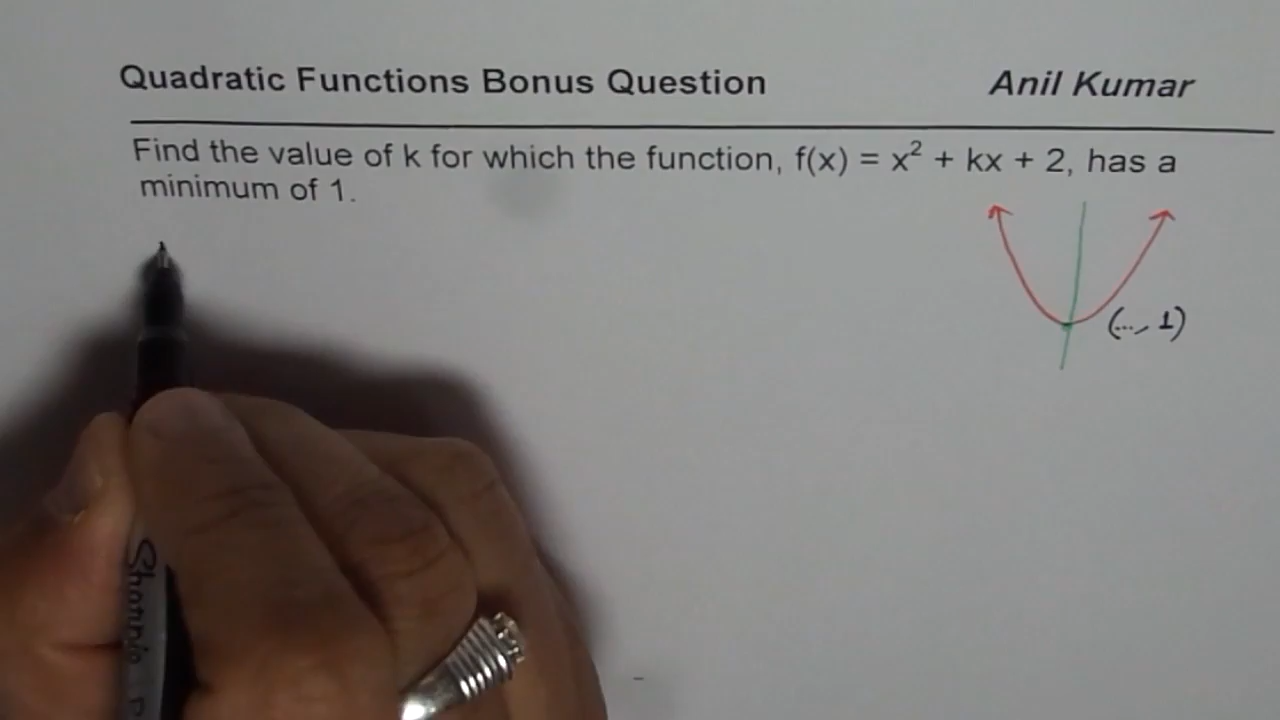 Quadratic Functions Bonus Question Anil Kumar
Find the value of k for which the function, f(x) = x² + kx + 2, has a
minimum of 1.
(..., 1)
Sharpie